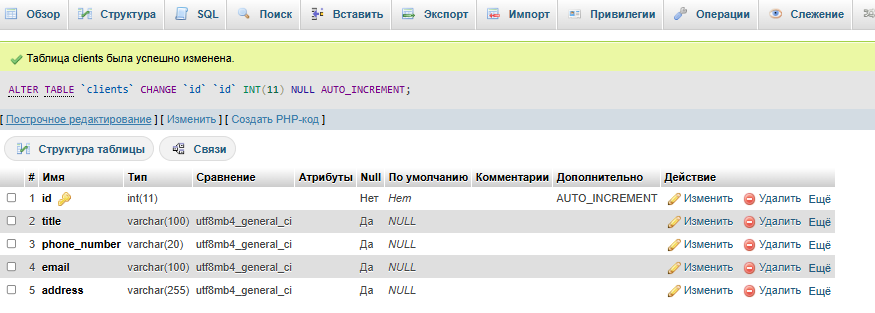 Обзор Структура SQL Поиск Вставить Экспорт Импорт Привилегии Операции Слежение
Таблица clients была успешно изменена.
ALTER TABLE `clients` CHANGE `id` `id` INT(11) NULL AUTO_INCREMENT;
[ Построчное редактирование ] [ Изменить ] [ Создать PHP-код ]
Структура таблицы Связи
# Имя Тип Сравнение Атрибуты Null По умолчанию Комментарии Дополнительно Действие
1 id int(11) Нет Нет AUTO_INCREMENT Изменить Удалить Ещё
2 title varchar(100) utf8mb4_general_ci Да NULL Изменить Удалить Ещё
3 phone_number varchar(20) utf8mb4_general_ci Да NULL Изменить Удалить Ещё
4 email varchar(100) utf8mb4_general_ci Да NULL Изменить Удалить Ещё
5 address varchar(255) utf8mb4_general_ci Да NULL Изменить Удалить Ещё